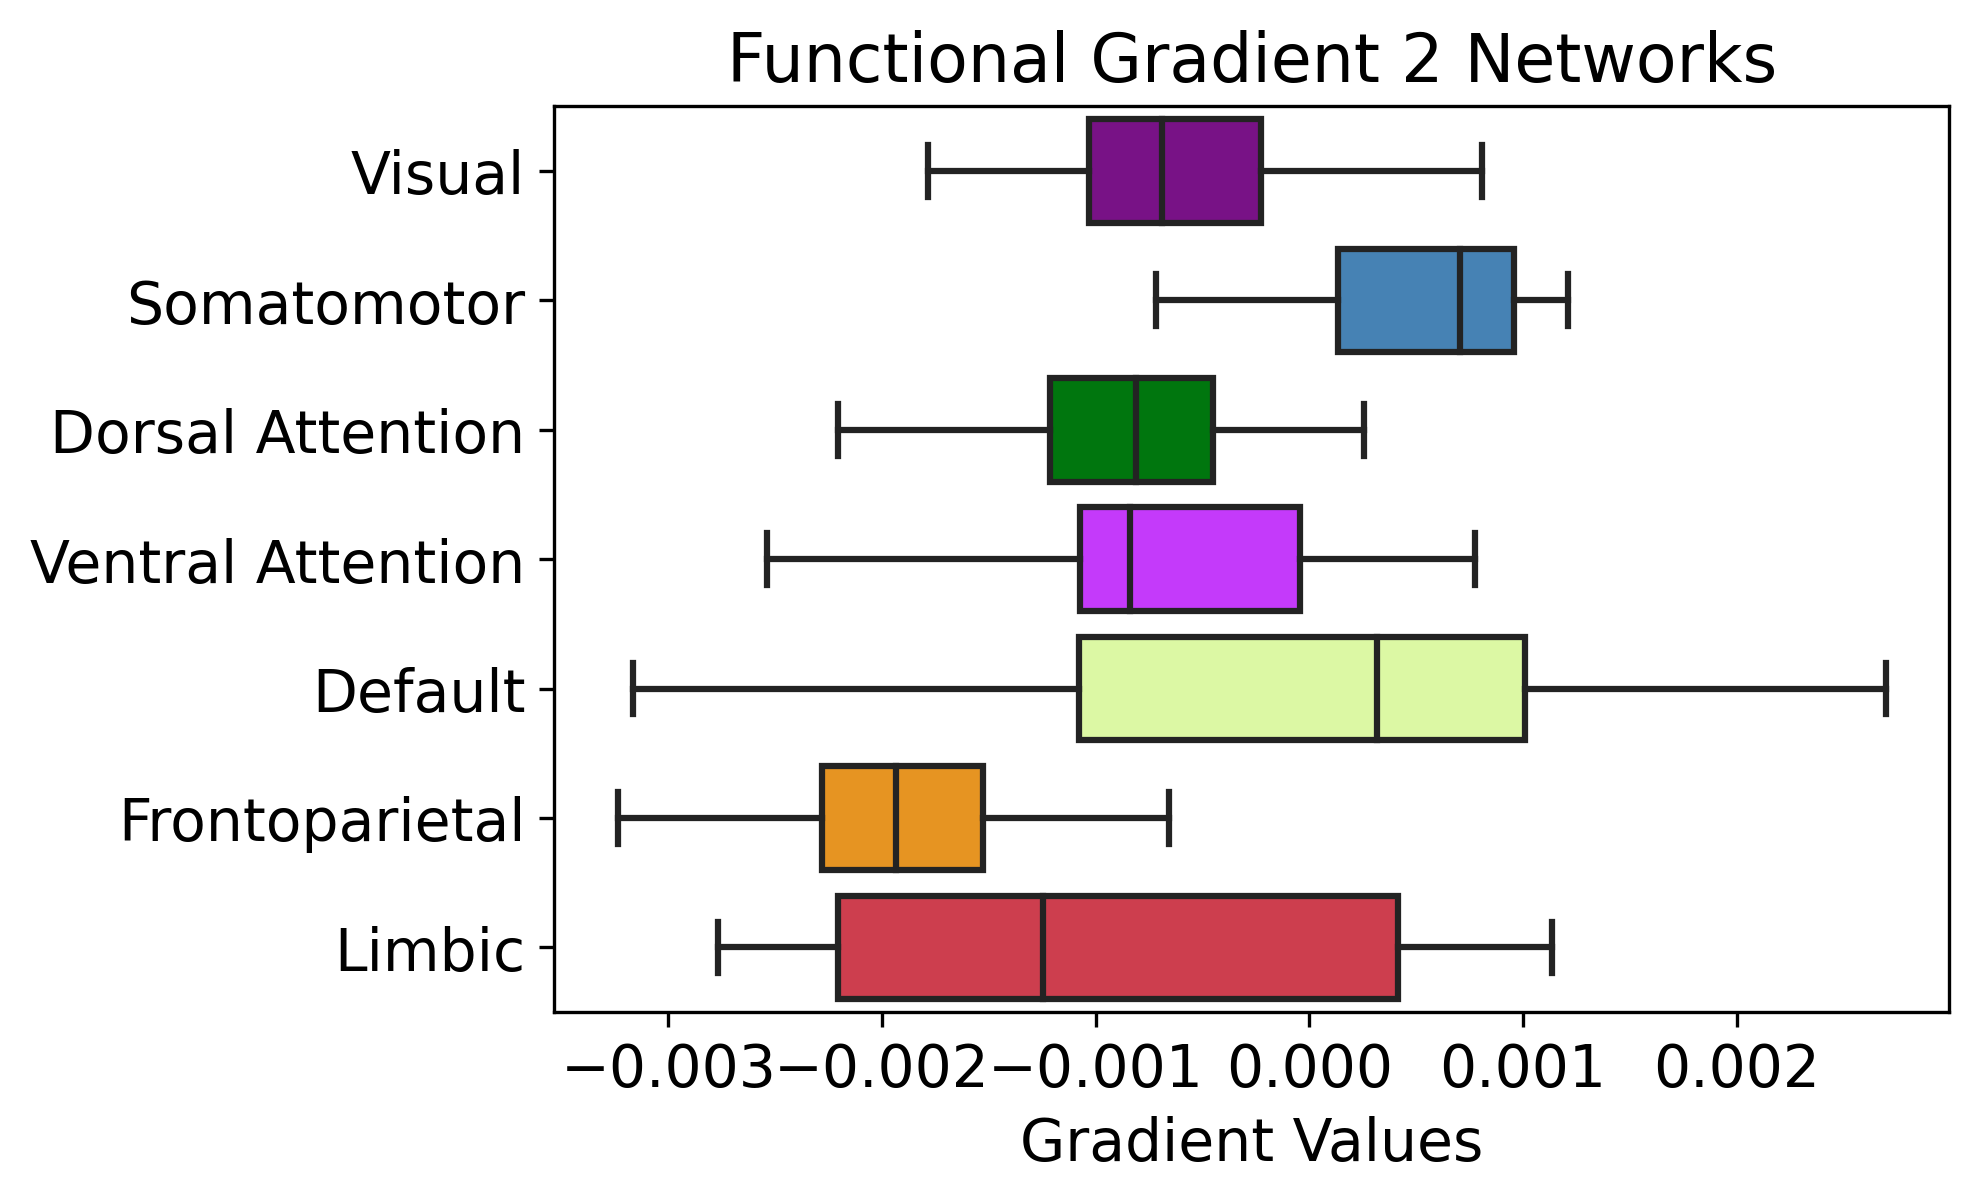 Functional Gradient 2 Networks
Visual
Somatomotor
Dorsal Attention
Ventral Attention
Default
Frontoparietal
Limbic
−0.003 −0.002 −0.001 0.000 0.001 0.002
Gradient Values